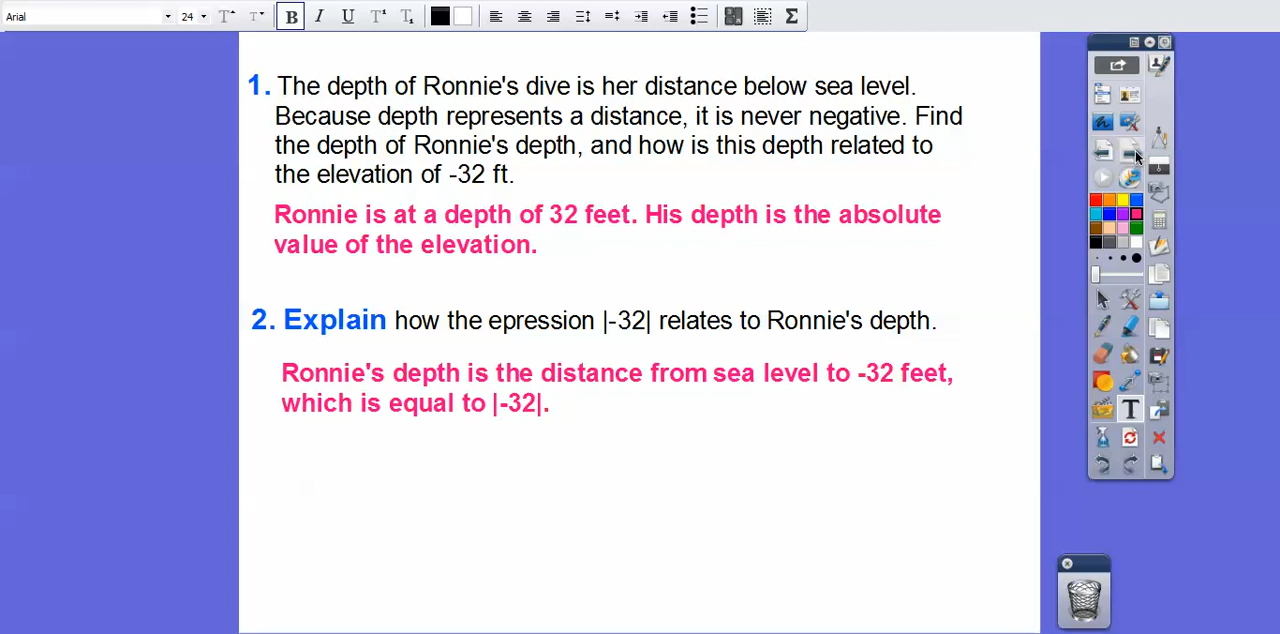 Arial 24 B I U T T
1. The depth of Ronnie's dive is her distance below sea level.
Because depth represents a distance, it is never negative. Find
the depth of Ronnie's depth, and how is this depth related to
the elevation of -32 ft.
Ronnie is at a depth of 32 feet. His depth is the absolute
value of the elevation.
2. Explain how the epression |-32| relates to Ronnie's depth.
Ronnie's depth is the distance from sea level to -32 feet,
which is equal to |-32|.